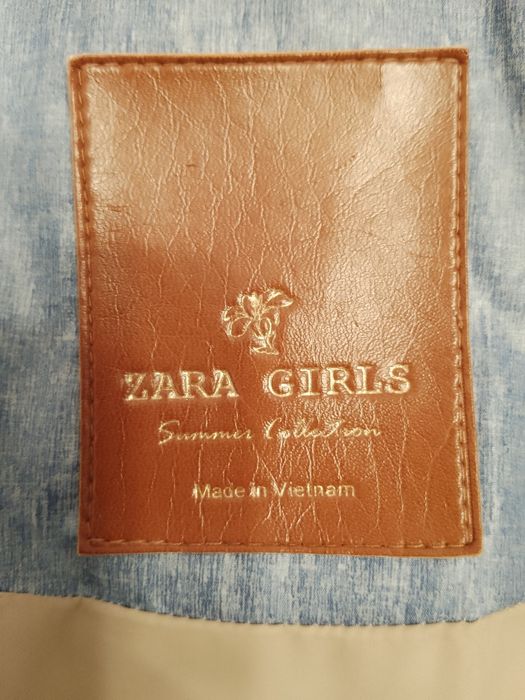 ZARA GIRLS
Summer Collection
Made in Vietnam